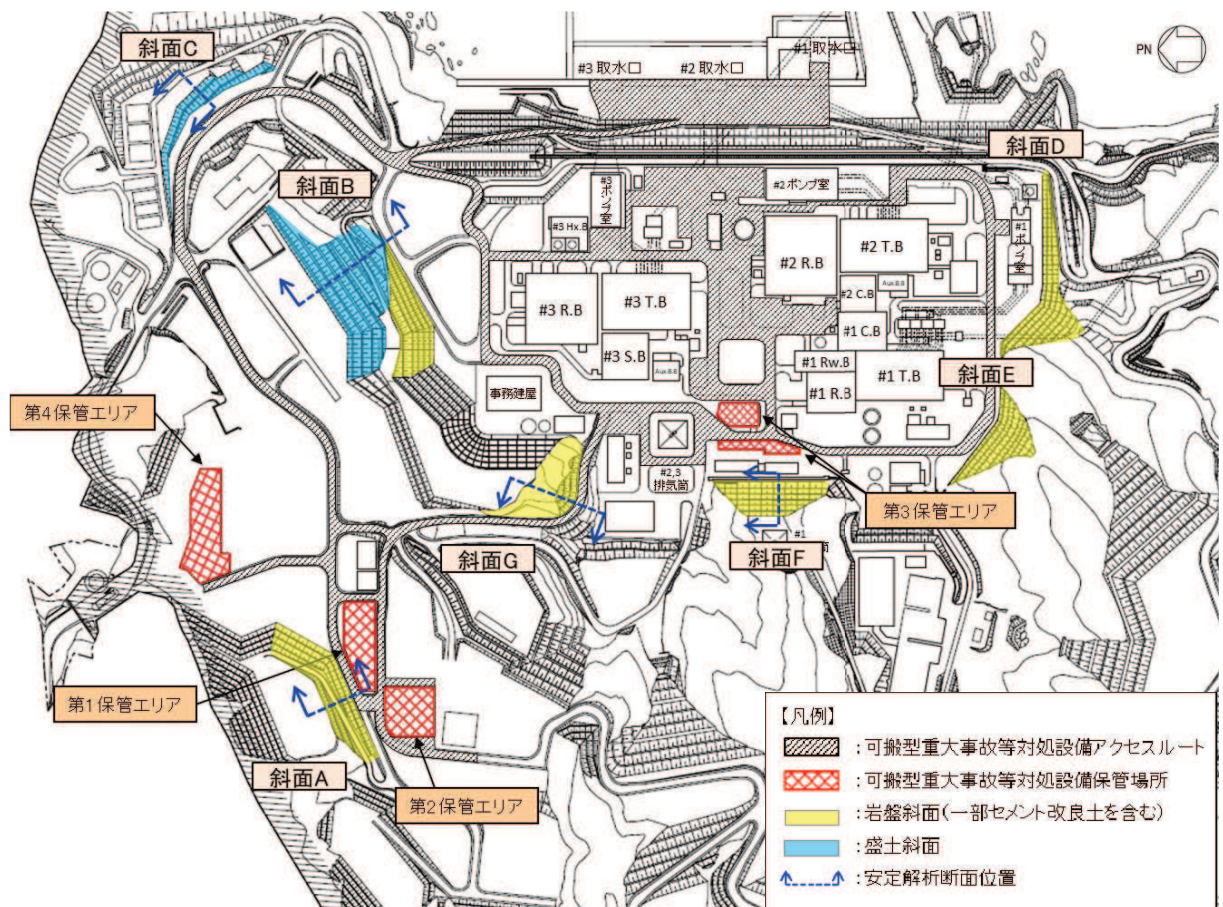 斜面C
#1取水口
#3取水口
#2取水口
PN
斜面D
斜面B
#3ポンプ室
#2ポンプ室
#3 Hx.B
#1ポンプ室
#2 R.B
#2 T.B
#3 R.B
#3 T.B
Aux.B.B
#2 C.B
#1 C.B
#3 S.B
#1 Rw.B
#1 T.B
Aux.B.B
#1 R.B
斜面E
事務建屋
第4保管エリア
#2,3
排気筒
第3保管エリア
斜面G
斜面F
#1
第1保管エリア
斜面A
第2保管エリア
【凡例】
:可搬型重大事故等対処設備アクセスルート
:可搬型重大事故等対処設備保管場所
:岩盤斜面(一部セメント改良土を含む)
:盛土斜面
:安定解析断面位置